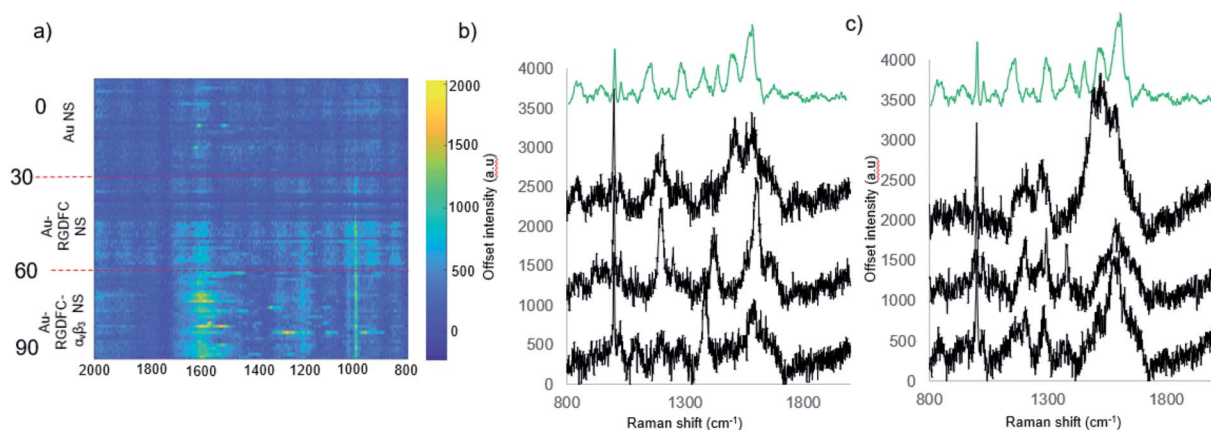 a)
0
30
60
90
Au NS
Au-
RGDFC
NS
Au-
RGDFC-
αvβ3 NS
2000 1800 1600 1400 1200 1000 800
2000
1500
1000
500
0
b)
Offset intensity (a.u)
4000
3500
3000
2500
2000
1500
1000
500
0
800 1300 1800
Raman shift (cm-1)
c)
Offset intensity (a.u)
4000
3500
3000
2500
2000
1500
1000
500
0
800 1300 1800
Raman shift (cm-1)